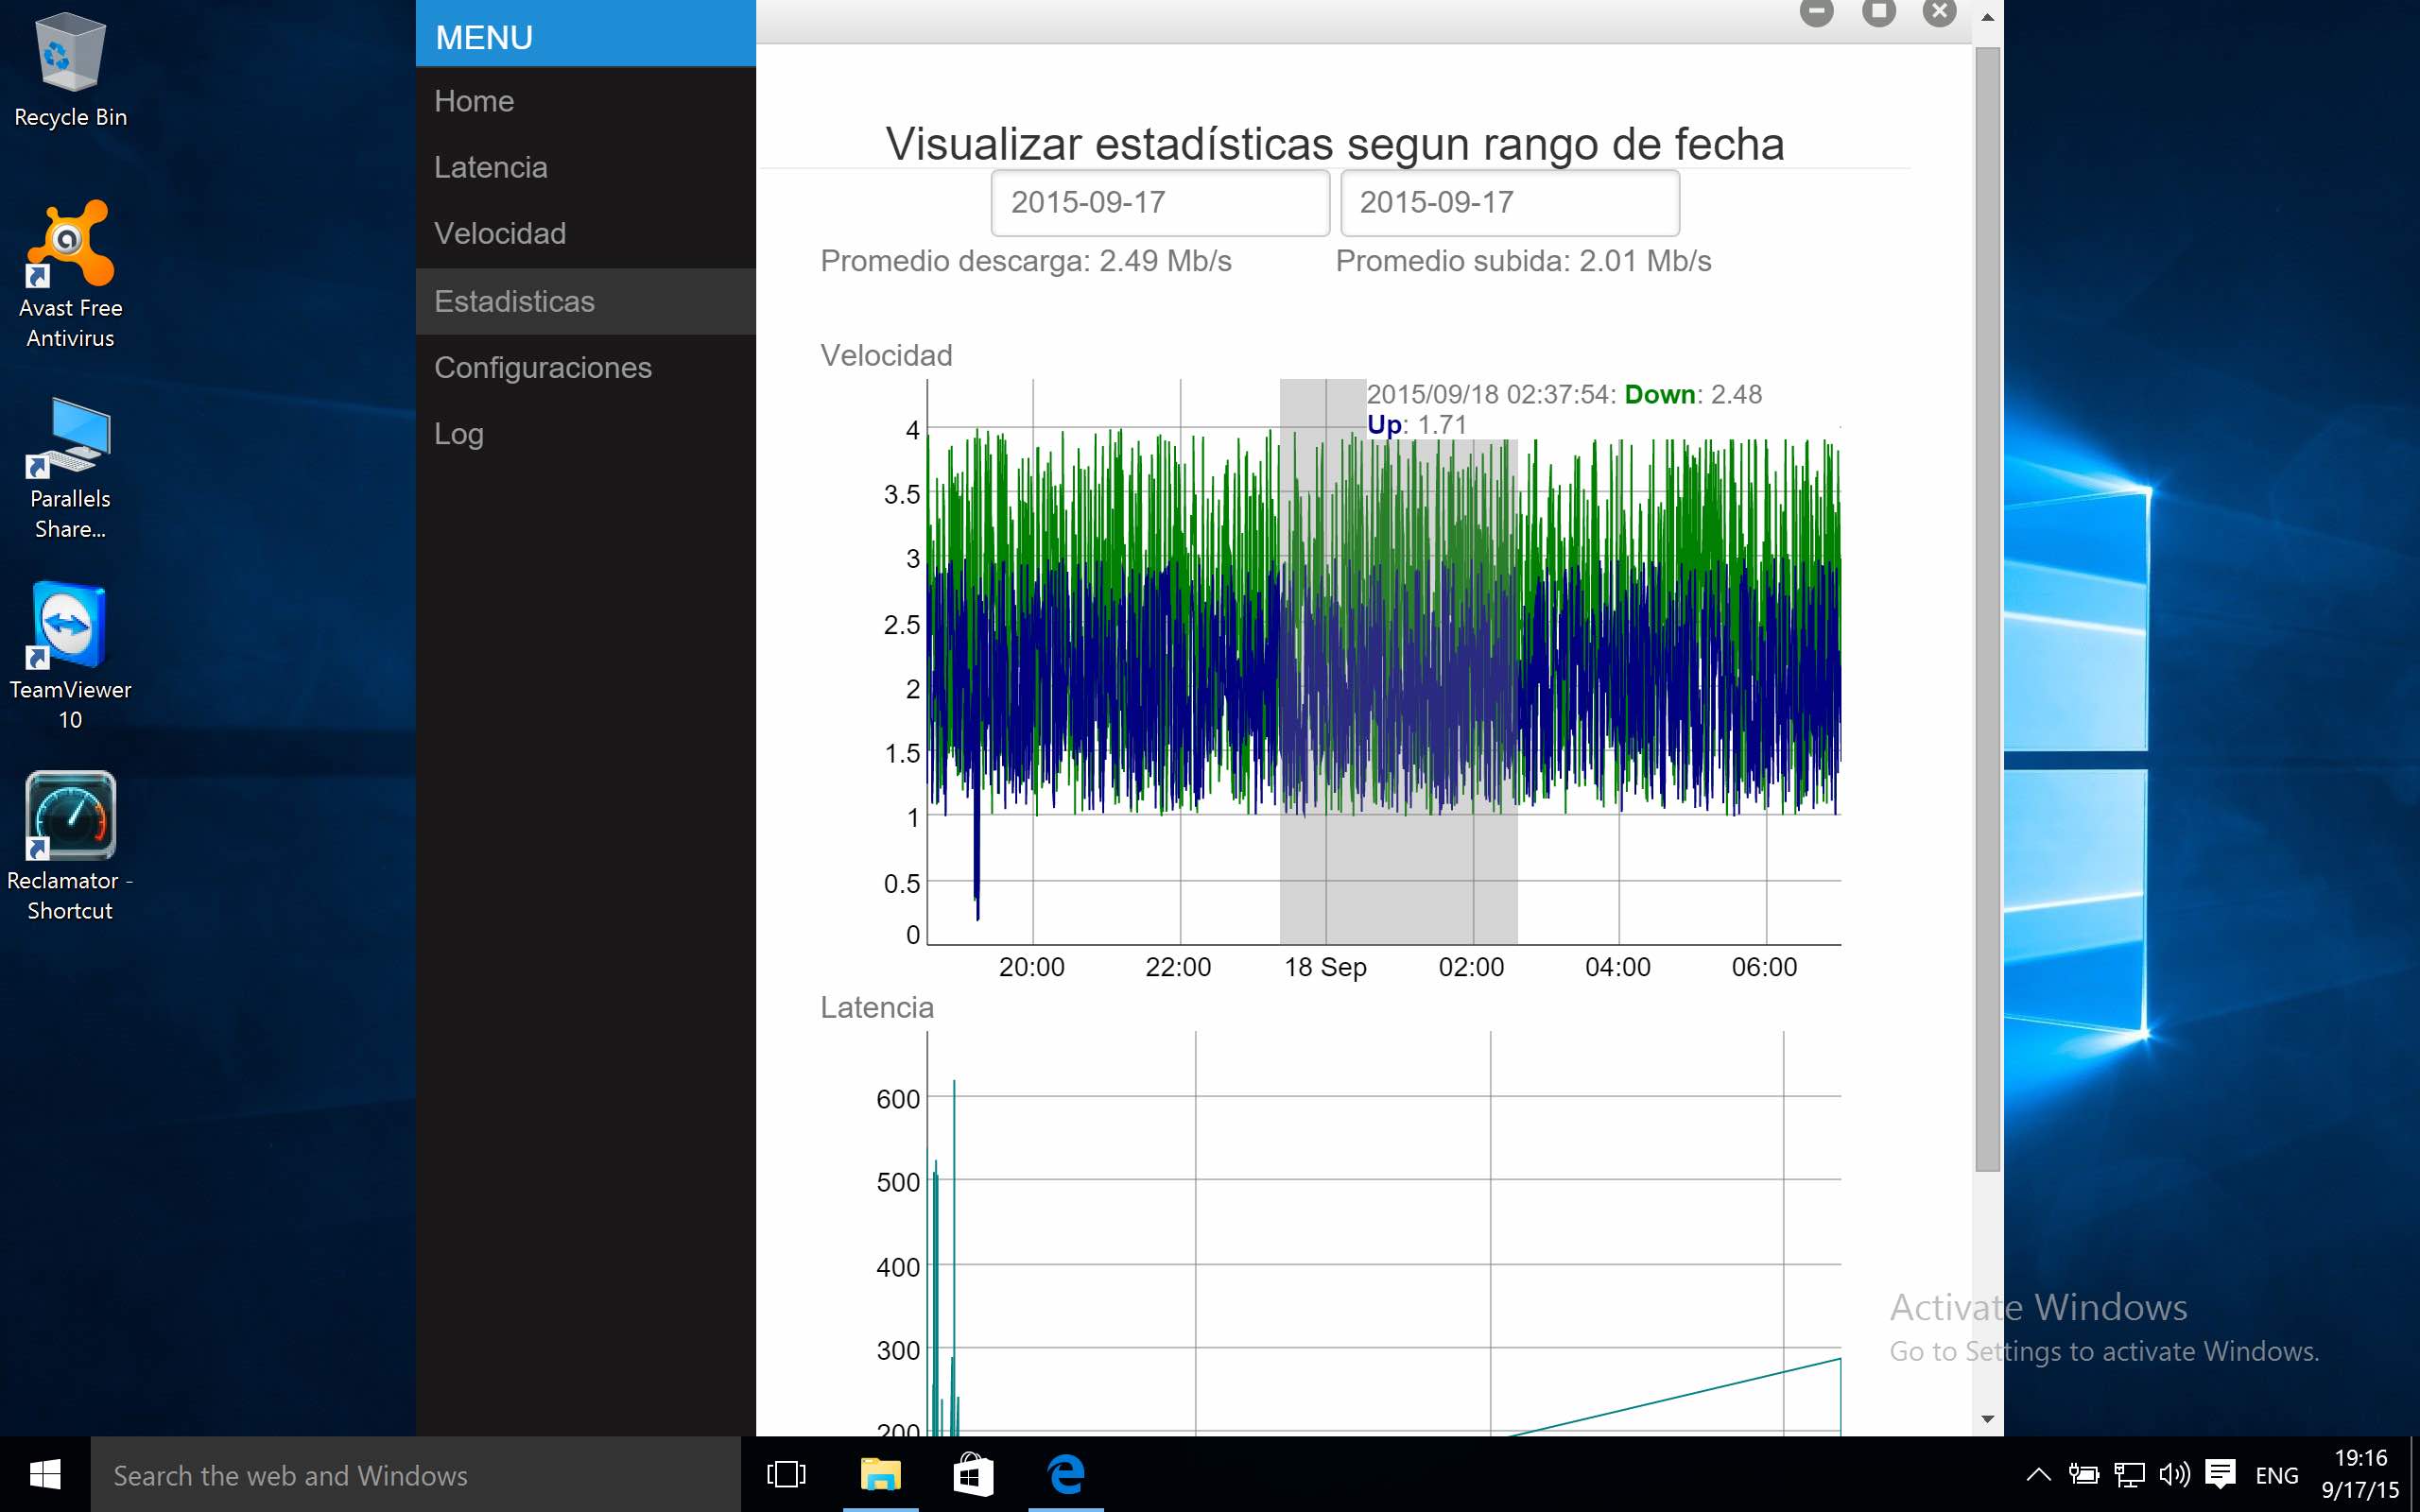 Recycle Bin
Avast Free
Antivirus
Parallels
Share...
TeamViewer
10
Reclamator -
Shortcut
MENU
Home
Latencia
Velocidad
Estadisticas
Configuraciones
Log
Visualizar estadísticas segun rango de fecha
2015-09-17 2015-09-17
Promedio descarga: 2.49 Mb/s Promedio subida: 2.01 Mb/s
Velocidad
2015/09/18 02:37:54: Down: 2.48
Up: 1.71
4
3.5
3
2.5
2
1.5
1
0.5
0
20:00 22:00 18 Sep 02:00 04:00 06:00
Latencia
600
500
400
300
200
Activate Windows
Go to Settings to activate Windows.
Search the web and Windows
ENG
19:16
9/17/15